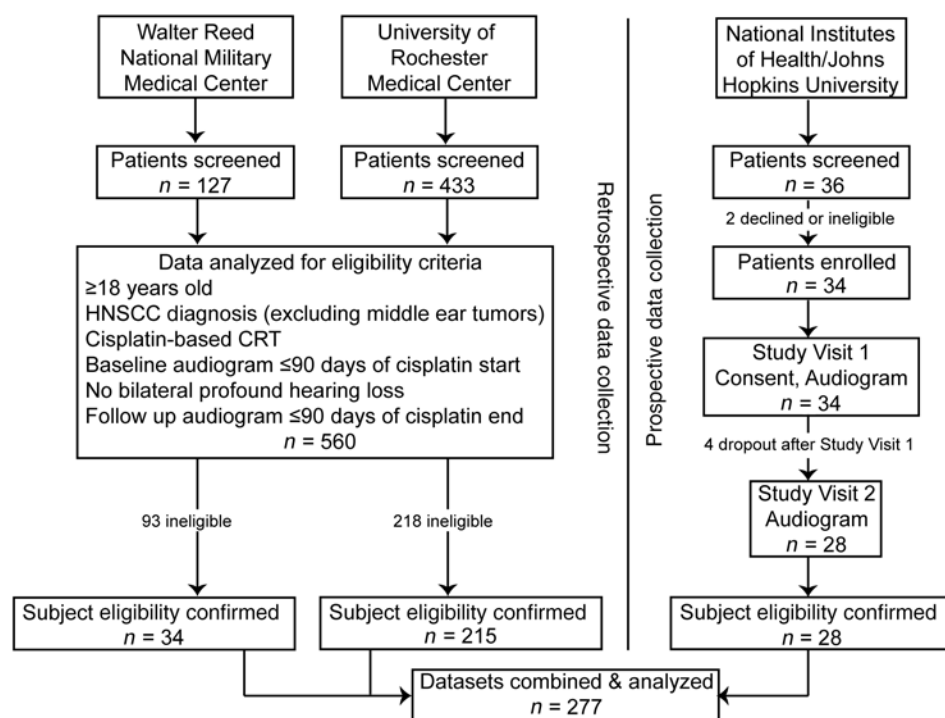 Walter Reed
National Military
Medical Center
University of
Rochester
Medical Center
National Institutes
of Health/Johns
Hopkins University
Patients screened
n = 127
Patients screened
n = 433
Patients screened
n = 36
2 declined or ineligible
Patients enrolled
n = 34
Data analyzed for eligibility criteria
≥18 years old
HNSCC diagnosis (excluding middle ear tumors)
Cisplatin-based CRT
Baseline audiogram ≤90 days of cisplatin start
No bilateral profound hearing loss
Follow up audiogram ≤90 days of cisplatin end
n = 560
Retrospective data collection
Prospective data collection
Study Visit 1
Consent, Audiogram
n = 34
4 dropout after Study Visit 1
Study Visit 2
Audiogram
n = 28
93 ineligible
218 ineligible
Subject eligibility confirmed
n = 34
Subject eligibility confirmed
n = 215
Subject eligibility confirmed
n = 28
Datasets combined & analyzed
n = 277